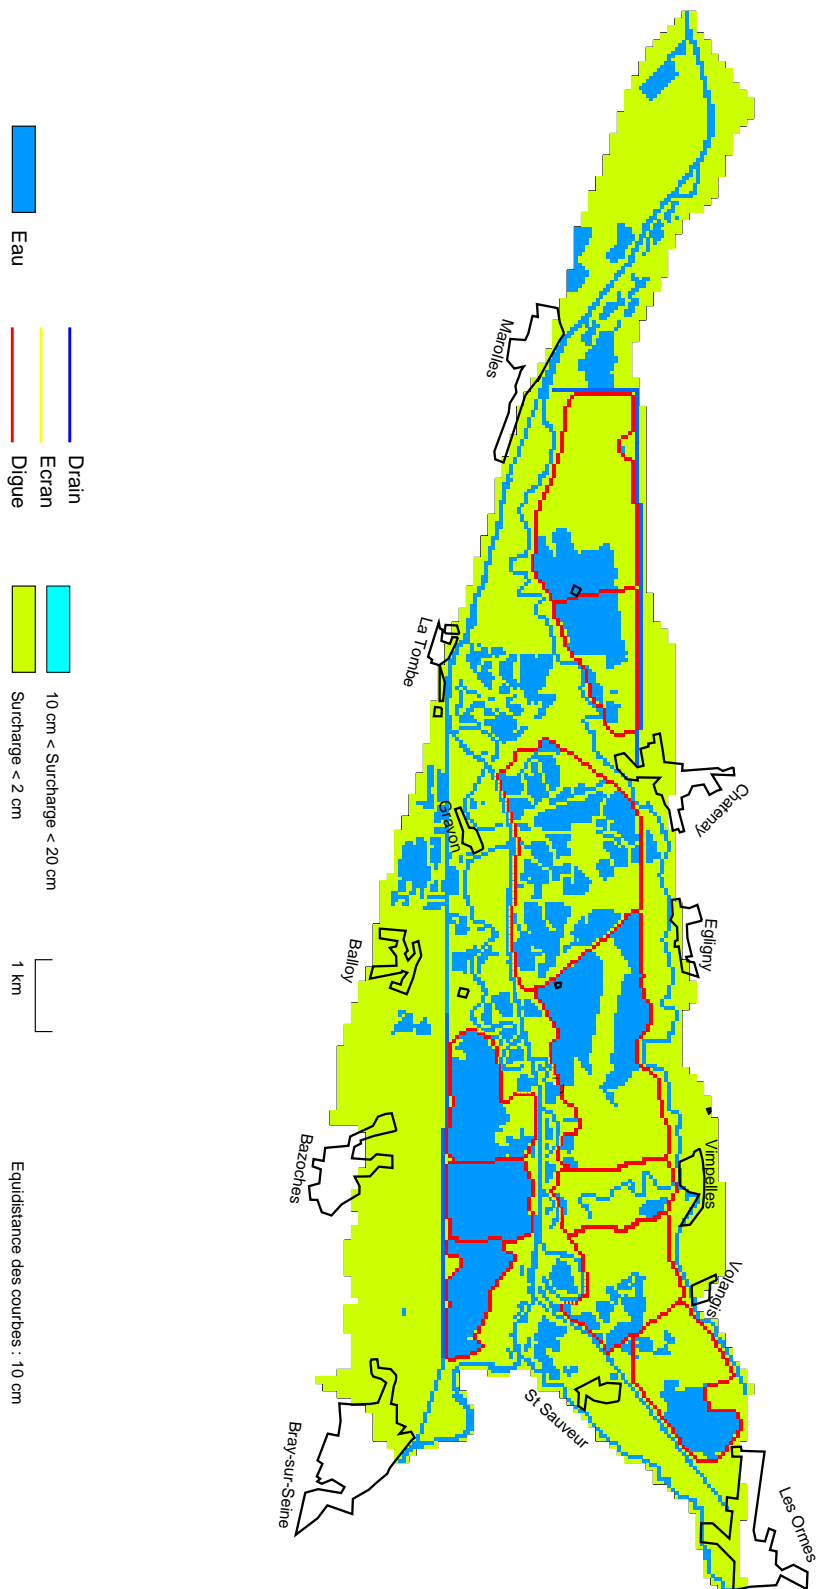 Marolles
La Tombe
Chatenay
Gravon
Egligny
Balloy
Vimpelles
Bazoches
Volangis
St Sauveur
Bray-sur-Seine
Les Ormes
Eau
Drain
Ecran
Digue
10 cm < Surcharge < 20 cm
Surcharge < 2 cm
1 km
Equidistance des courbes : 10 cm